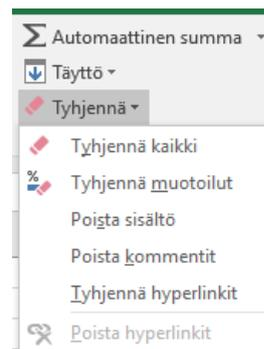 Automaattinen summa
Täyttö
Tyhjennä
Tyhjennä kaikki
Tyhjennä muotoilut
Poista sisältö
Poista kommentit
Tyhjennä hyperlinkit
Poista hyperlinkit